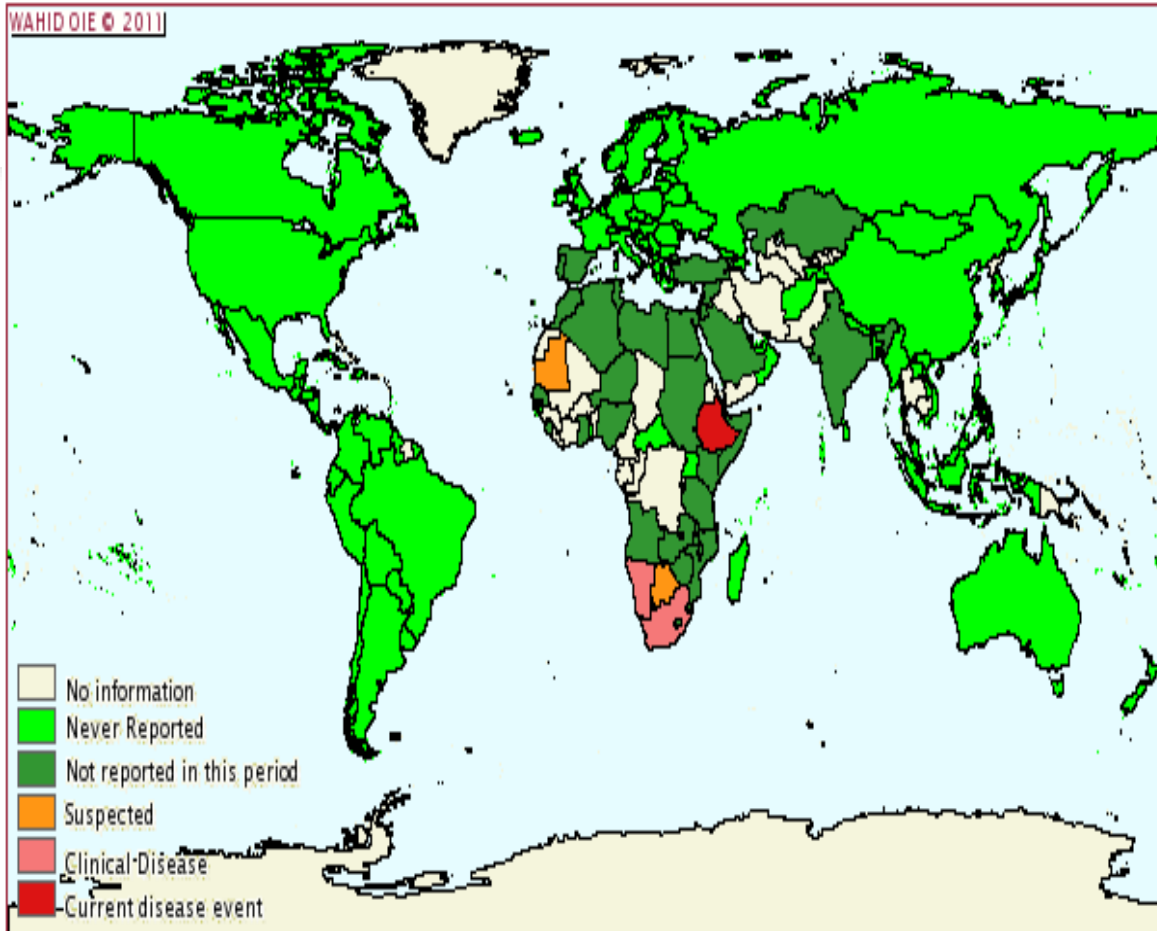 WAHID OIE © 2011
No information
Never Reported
Not reported in this period
Suspected
Clinical Disease
Current disease event